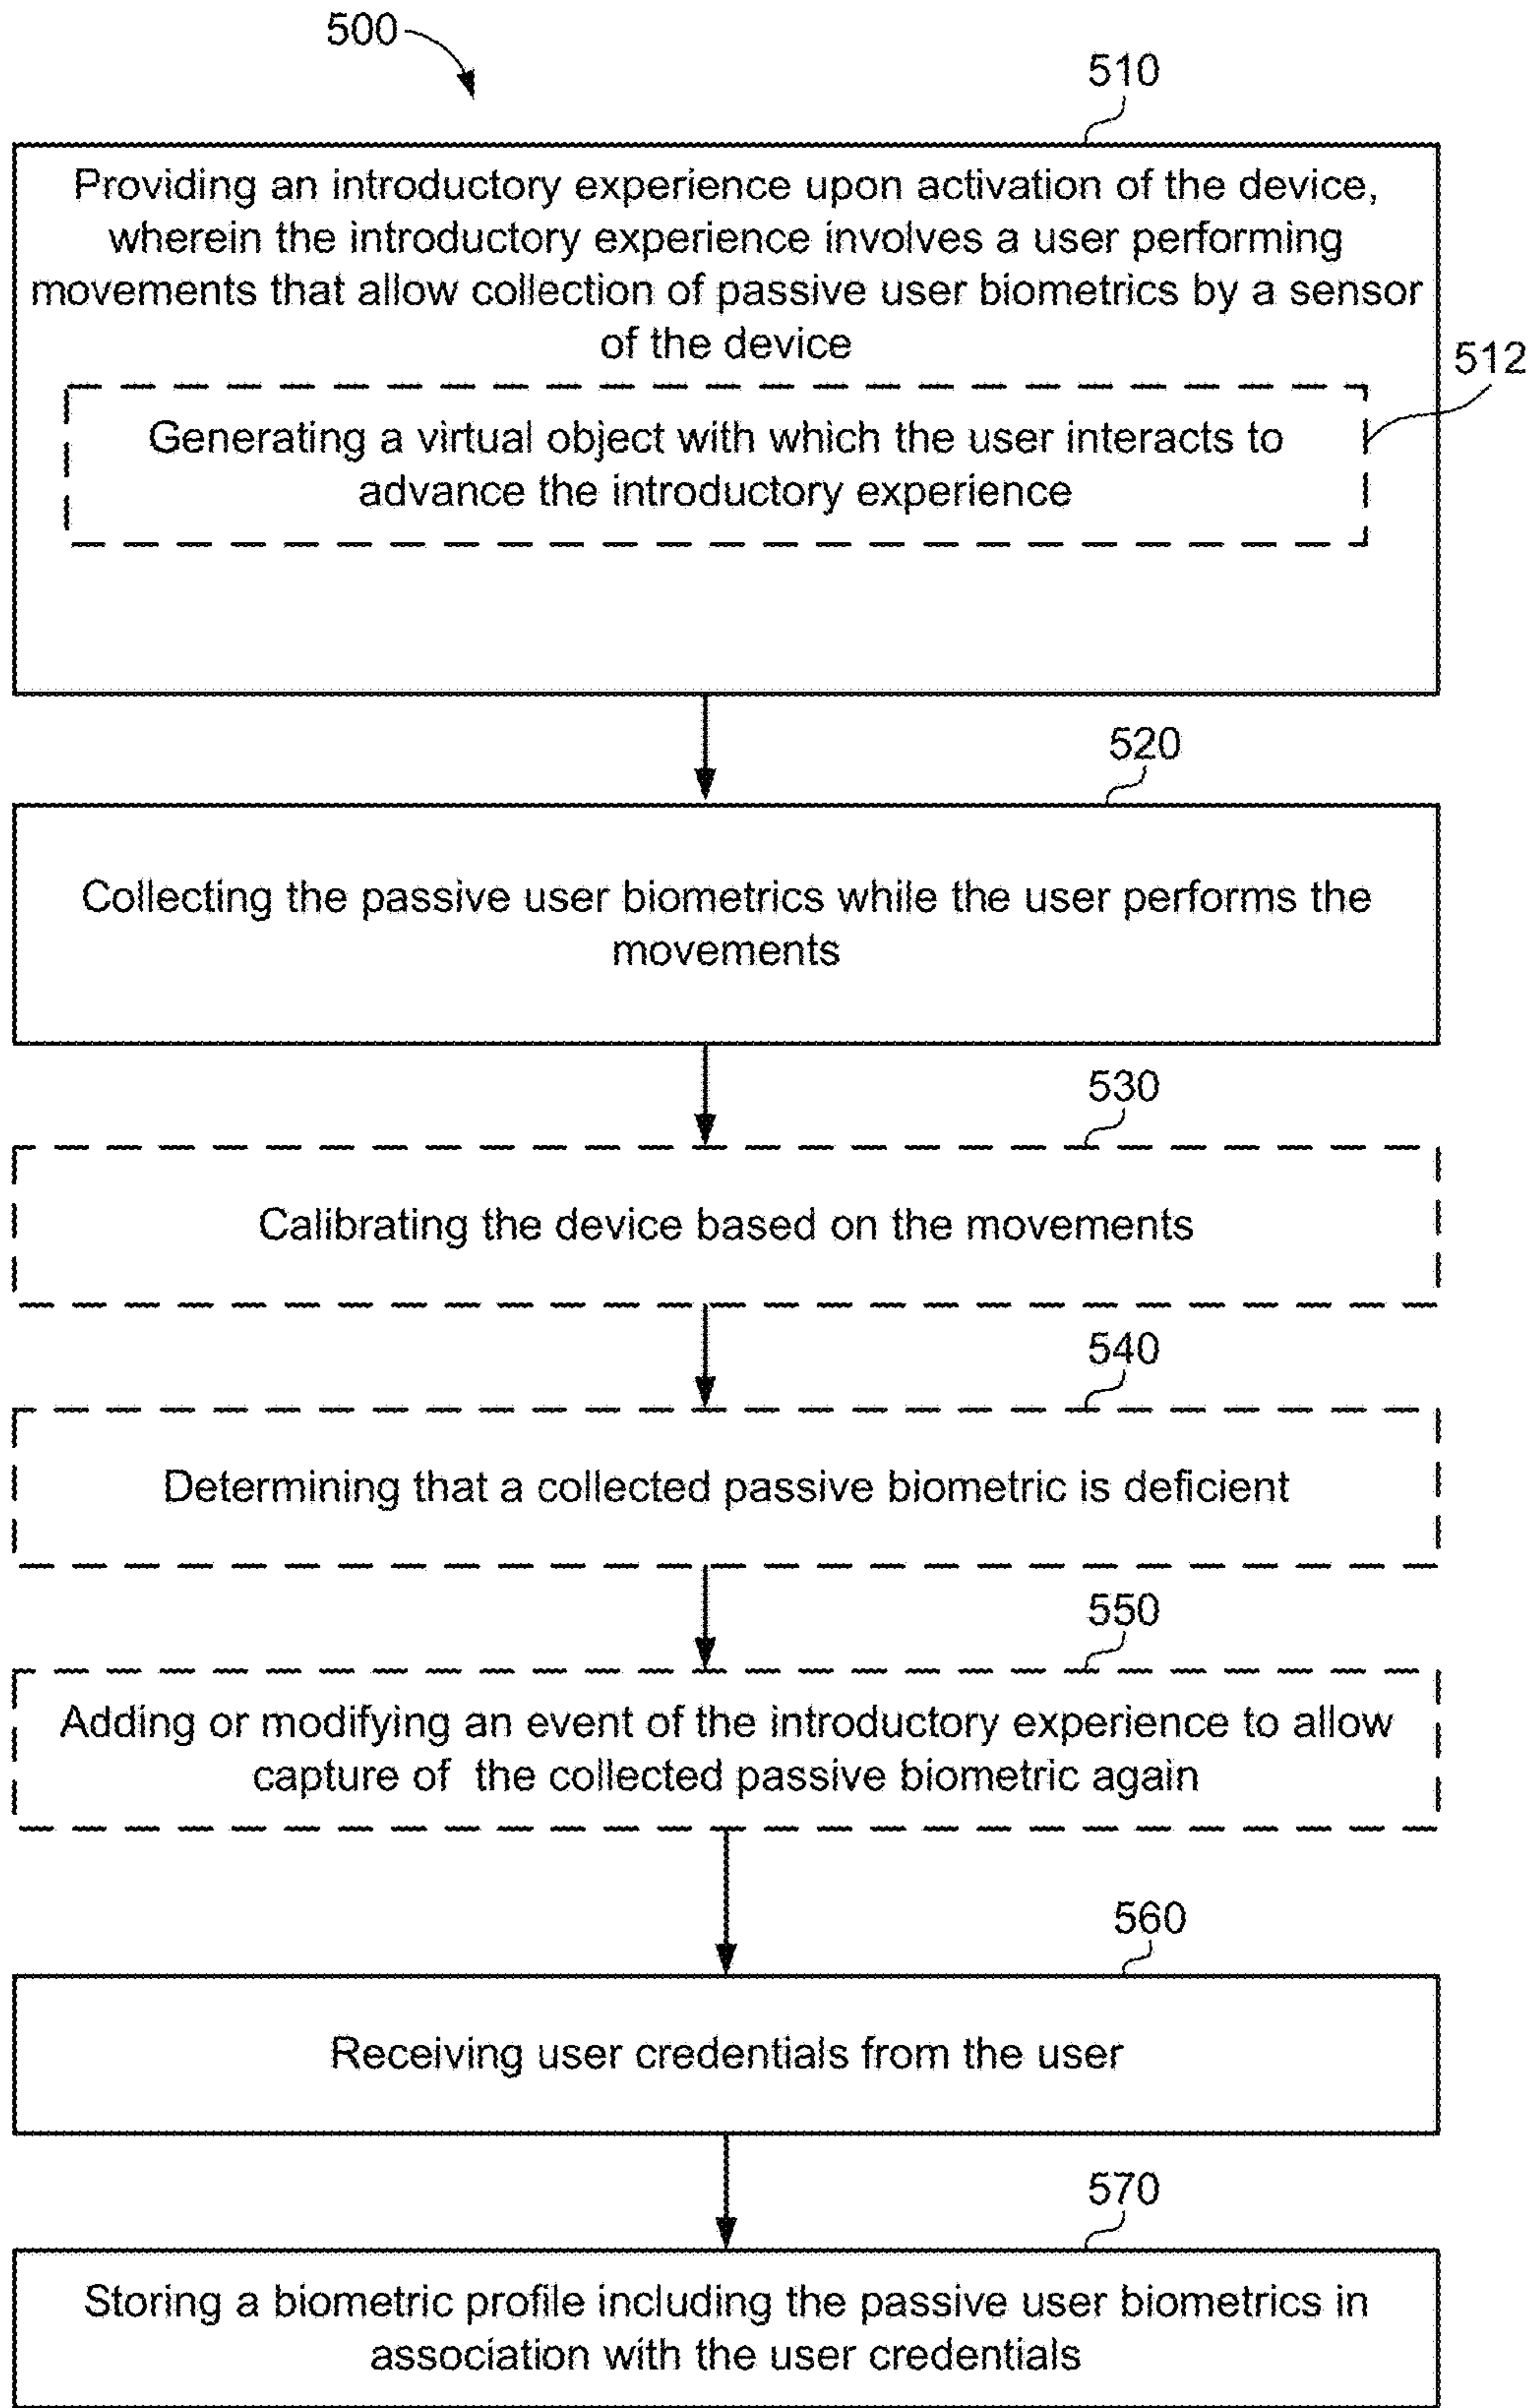 500
510
Providing an introductory experience upon activation of the device,
wherein the introductory experience involves a user performing
movements that allow collection of passive user biometrics by a sensor
of the device
512
Generating a virtual object with which the user interacts to
advance the introductory experience
520
Collecting the passive user biometrics while the user performs the
movements
530
Calibrating the device based on the movements
540
Determining that a collected passive biometric is deficient
550
Adding or modifying an event of the introductory experience to allow
capture of the collected passive biometric again
560
Receiving user credentials from the user
570
Storing a biometric profile including the passive user biometrics in
association with the user credentials